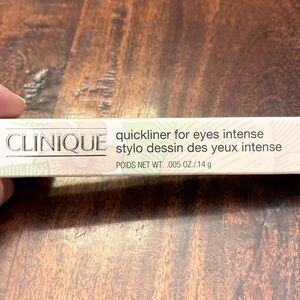 CLINIQUE
quickliner for eyes intense
stylo dessin des yeux intense
POIDS NET WT. .005 OZ./.14 g